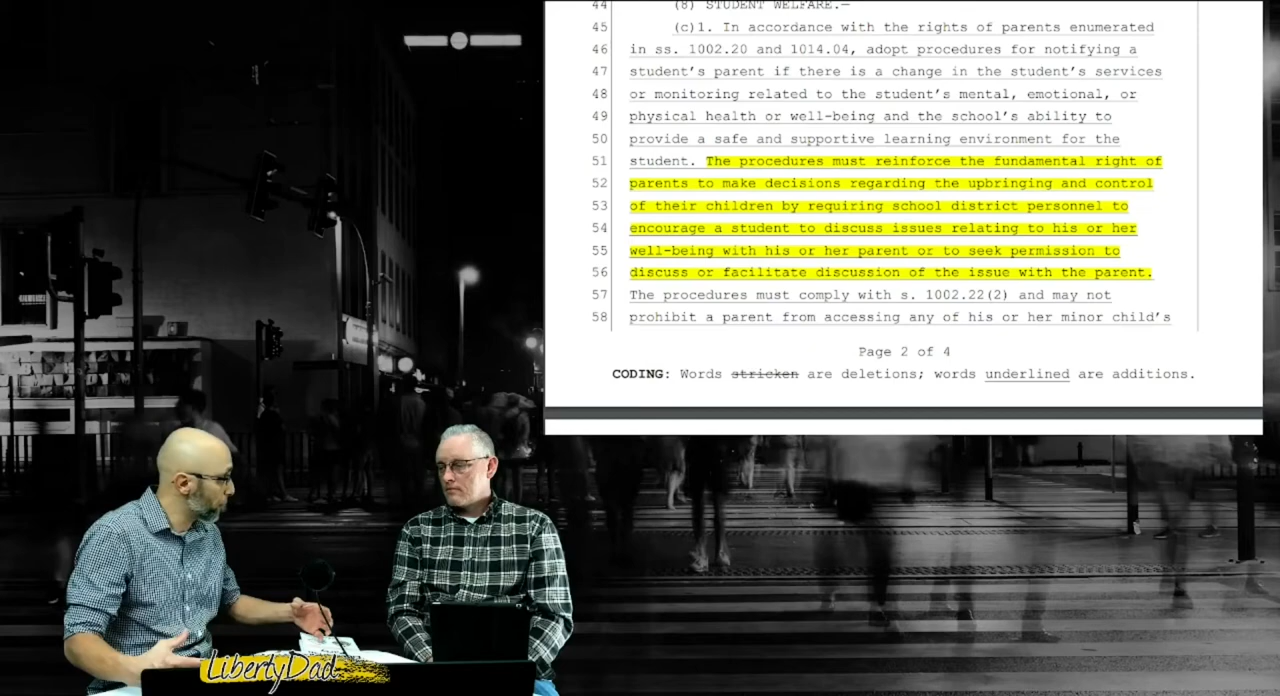 44 (8) STUDENT WELFARE.—
45 (c)1. In accordance with the rights of parents enumerated
46 in ss. 1002.20 and 1014.04, adopt procedures for notifying a
47 student's parent if there is a change in the student's services
48 or monitoring related to the student's mental, emotional, or
49 physical health or well-being and the school's ability to
50 provide a safe and supportive learning environment for the
51 student. The procedures must reinforce the fundamental right of
52 parents to make decisions regarding the upbringing and control
53 of their children by requiring school district personnel to
54 encourage a student to discuss issues relating to his or her
55 well-being with his or her parent or to seek permission to
56 discuss or facilitate discussion of the issue with the parent.
57 The procedures must comply with s. 1002.22(2) and may not
58 prohibit a parent from accessing any of his or her minor child's
Page 2 of 4
CODING: Words stricken are deletions; words underlined are additions.
LibertyDad